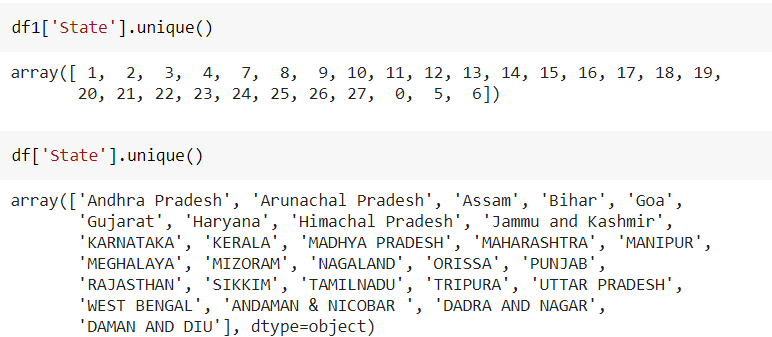 df1['State'].unique()
array([ 1,  2,  3,  4,  7,  8,  9, 10, 11, 12, 13, 14, 15, 16, 17, 18, 19,
       20, 21, 22, 23, 24, 25, 26, 27,  0,  5,  6])
df['State'].unique()
array(['Andhra Pradesh', 'Arunachal Pradesh', 'Assam', 'Bihar', 'Goa',
       'Gujarat', 'Haryana', 'Himachal Pradesh', 'Jammu and Kashmir',
       'KARNATAKA', 'KERALA', 'MADHYA PRADESH', 'MAHARASHTRA', 'MANIPUR',
       'MEGHALAYA', 'MIZORAM', 'NAGALAND', 'ORISSA', 'PUNJAB',
       'RAJASTHAN', 'SIKKIM', 'TAMILNADU', 'TRIPURA', 'UTTAR PRADESH',
       'WEST BENGAL', 'ANDAMAN & NICOBAR ', 'DADRA AND NAGAR',
       'DAMAN AND DIU'], dtype=object)